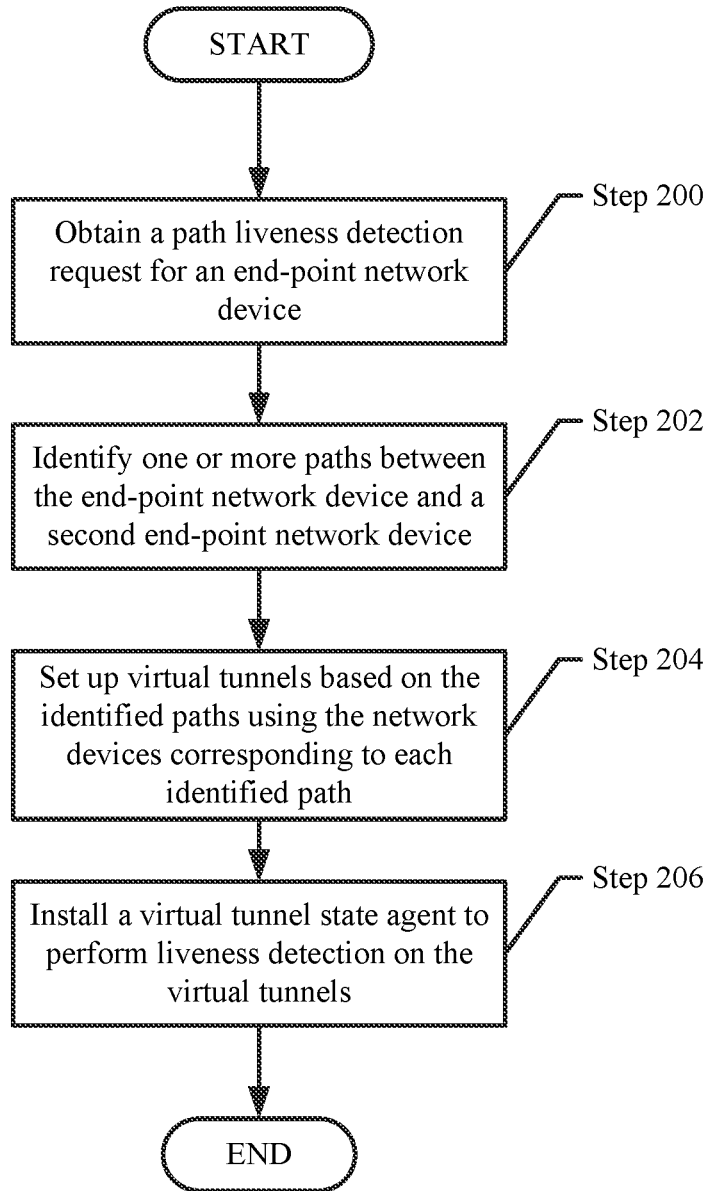 START
Step 200
Obtain a path liveness detection
request for an end-point network
device
Step 202
Identify one or more paths between
the end-point network device and a
second end-point network device
Step 204
Set up virtual tunnels based on the
identified paths using the network
devices corresponding to each
identified path
Step 206
Install a virtual tunnel state agent to
perform liveness detection on the
virtual tunnels
END